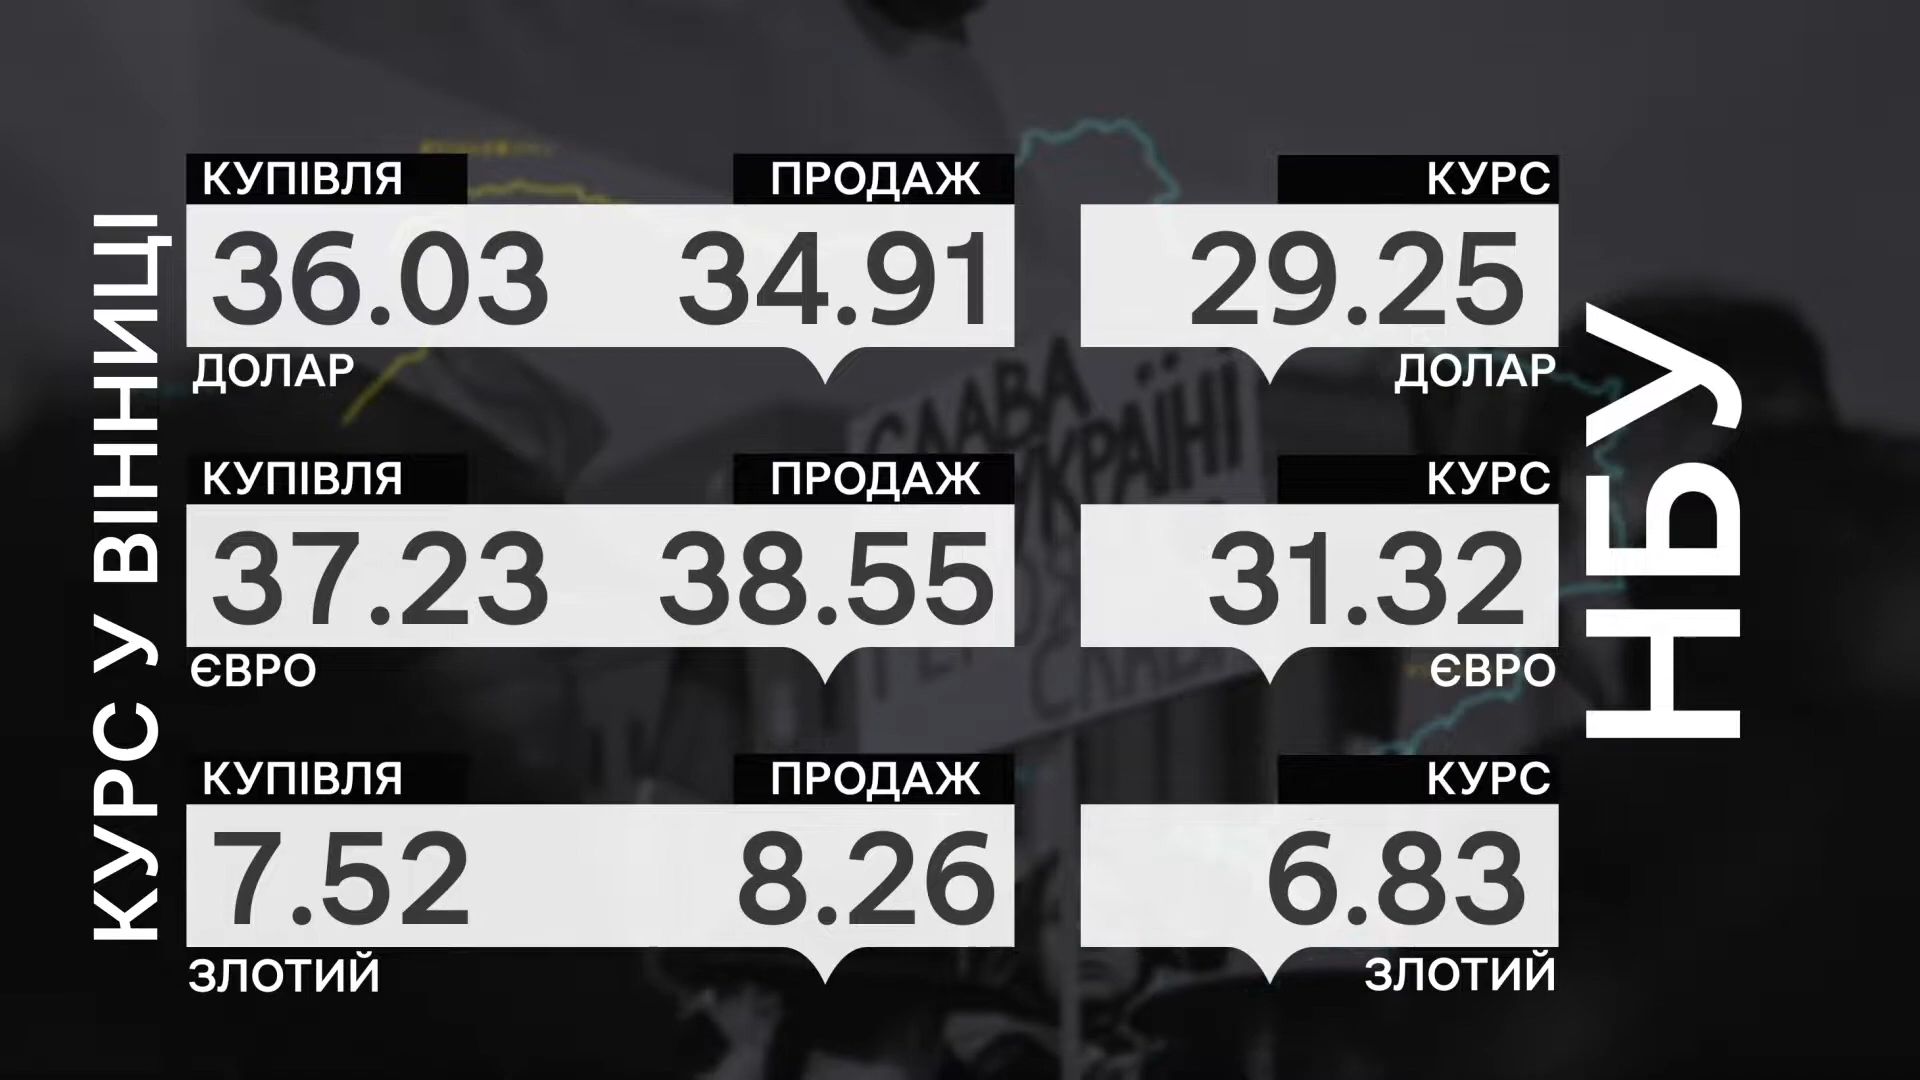 КУРС У ВІННИЦІ
КУПІВЛЯ ПРОДАЖ
36.03 34.91
ДОЛАР
КУПІВЛЯ ПРОДАЖ
37.23 38.55
ЄВРО
КУПІВЛЯ ПРОДАЖ
7.52 8.26
ЗЛОТИЙ
НБУ
КУРС
29.25
ДОЛАР
КУРС
31.32
ЄВРО
КУРС
6.83
ЗЛОТИЙ
СЛАВА
УКРАЇНІ